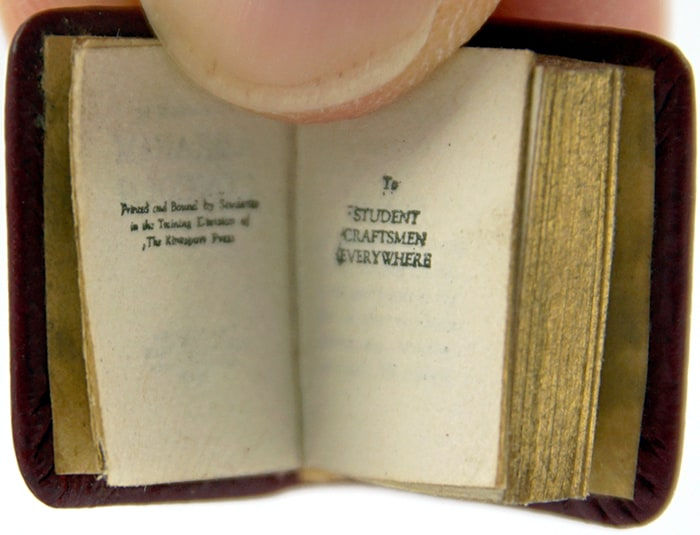 Printed and Bound by Students
in the Training Division of
The Kingsport Press
To
STUDENT
CRAFTSMEN
EVERYWHERE